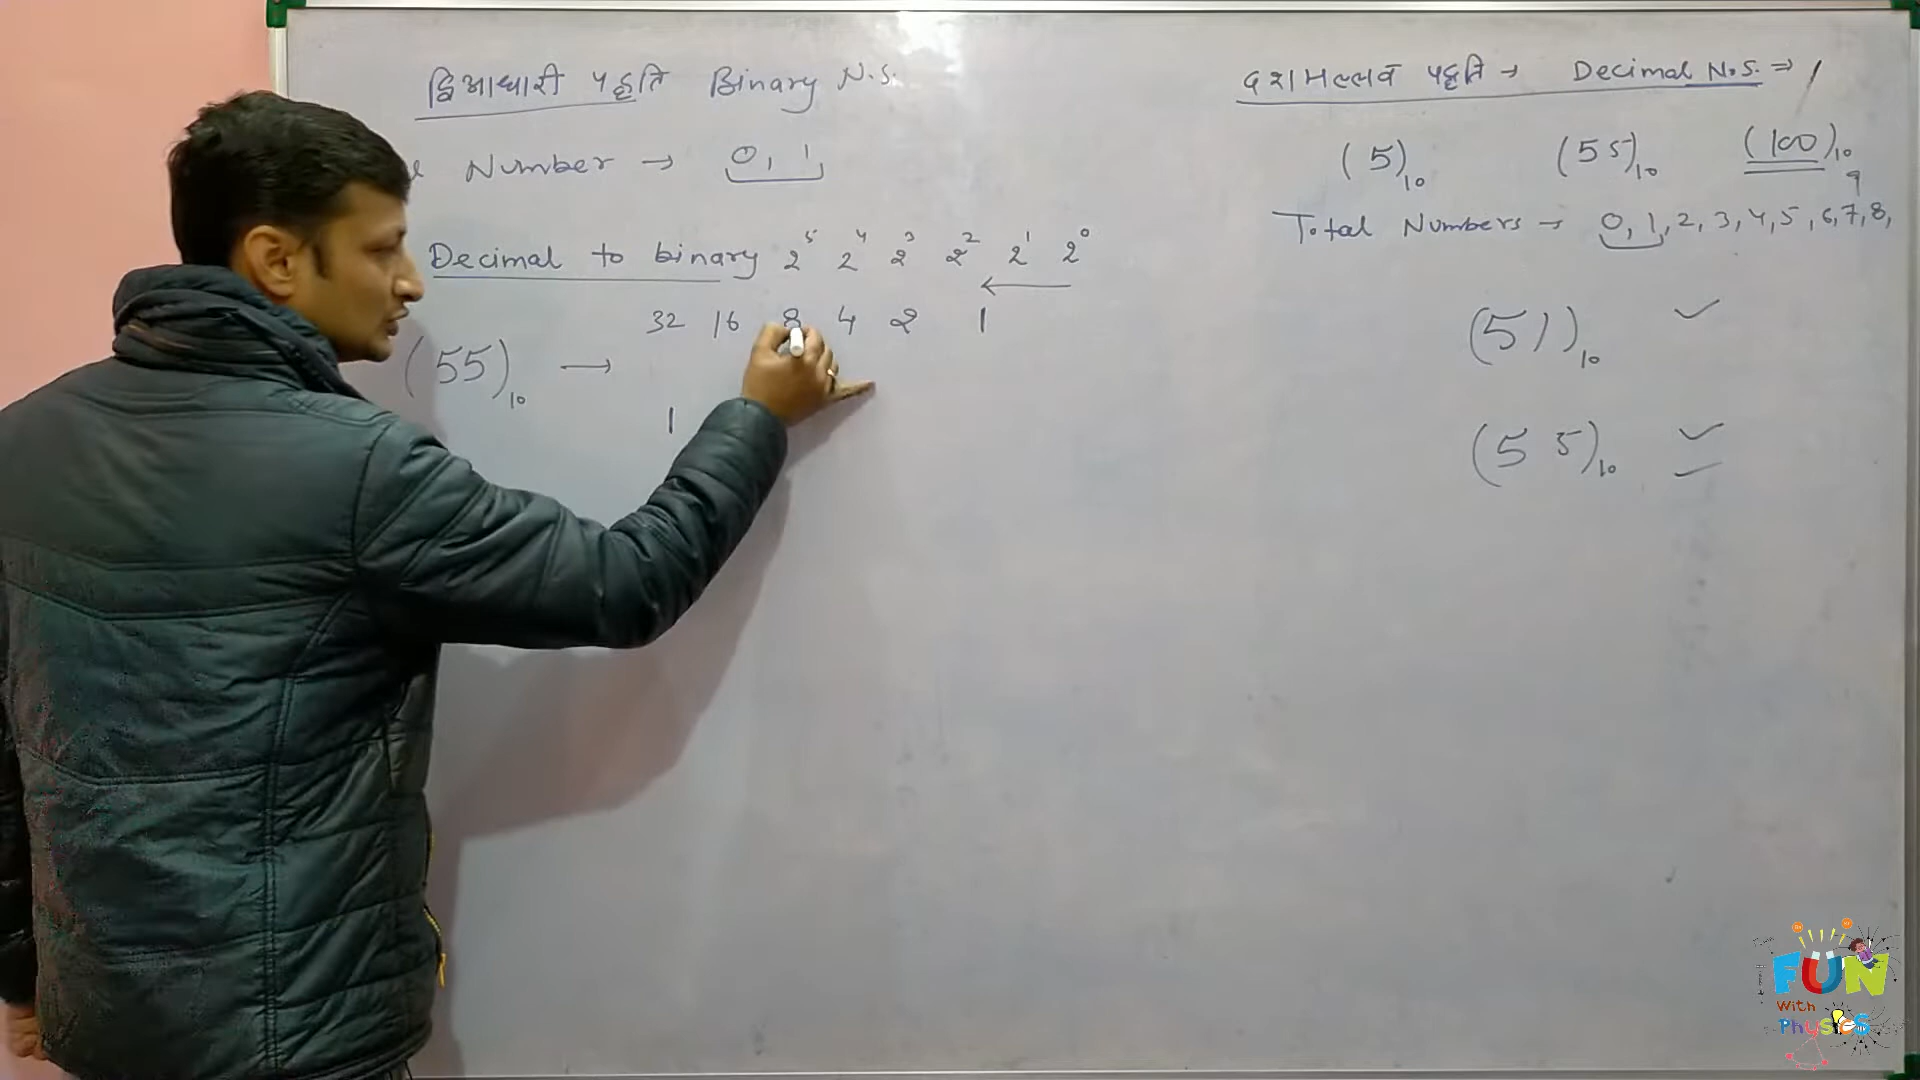 द्विआधारी पद्धति Binary N.S.
Number → 0, 1,
Decimal to binary 2⁵ 2⁴ 2³ 2² 2¹ 2⁰
←
32 16 8 4 2 1
(55)₁₀ →
1
दशमल्लव पद्धति → Decimal N.S. ⇒
(5)₁₀ (55)₁₀ (100)₁₀
Total Numbers → 0, 1, 2, 3, 4, 5, 6, 7, 8, 9
(51)₁₀ ✓
(55)₁₀ ✓
FUN
With
Physics